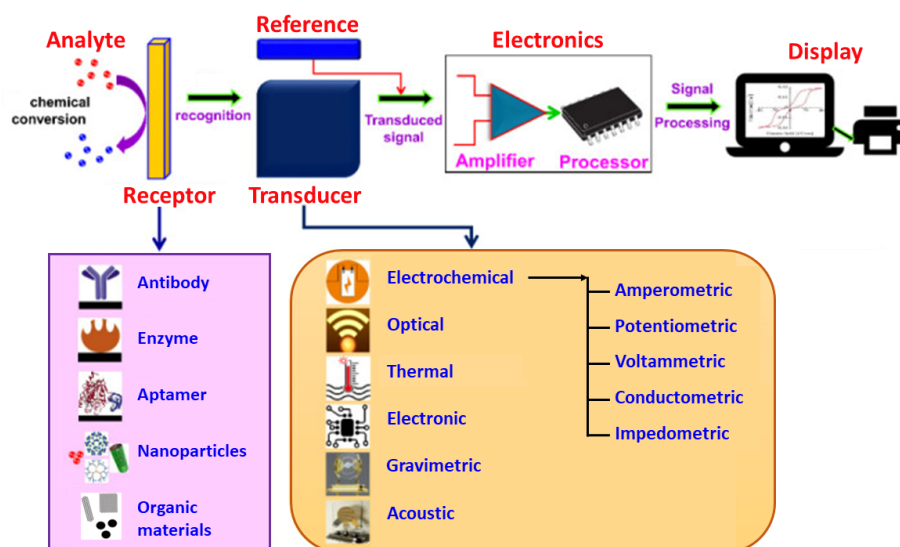 Analyte
Reference
Electronics
Display
chemical
conversion
recognition
Transduced
signal
Amplifier
Processor
Signal
Processing
Receptor
Transducer
Antibody
Enzyme
Aptamer
Nanoparticles
Organic
materials
Electrochemical
Optical
Thermal
Electronic
Gravimetric
Acoustic
Amperometric
Potentiometric
Voltammetric
Conductometric
Impedometric